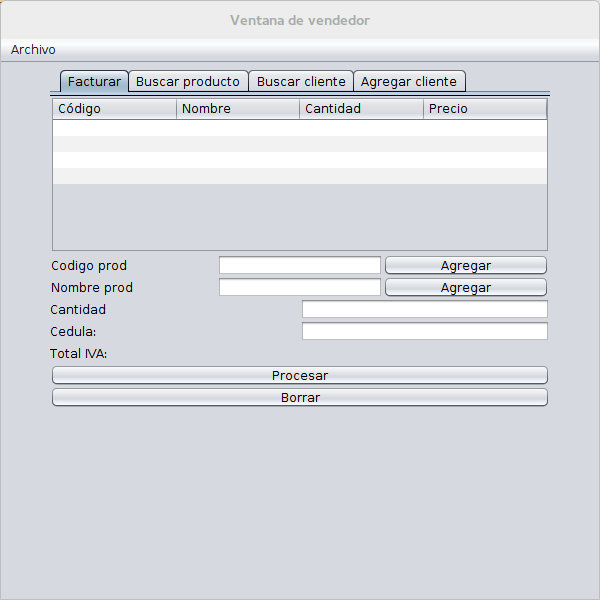 Ventana de vendedor
Archivo
Facturar Buscar producto Buscar cliente Agregar cliente
Código Nombre Cantidad Precio
Codigo prod Agregar
Nombre prod Agregar
Cantidad
Cedula:
Total IVA:
Procesar
Borrar